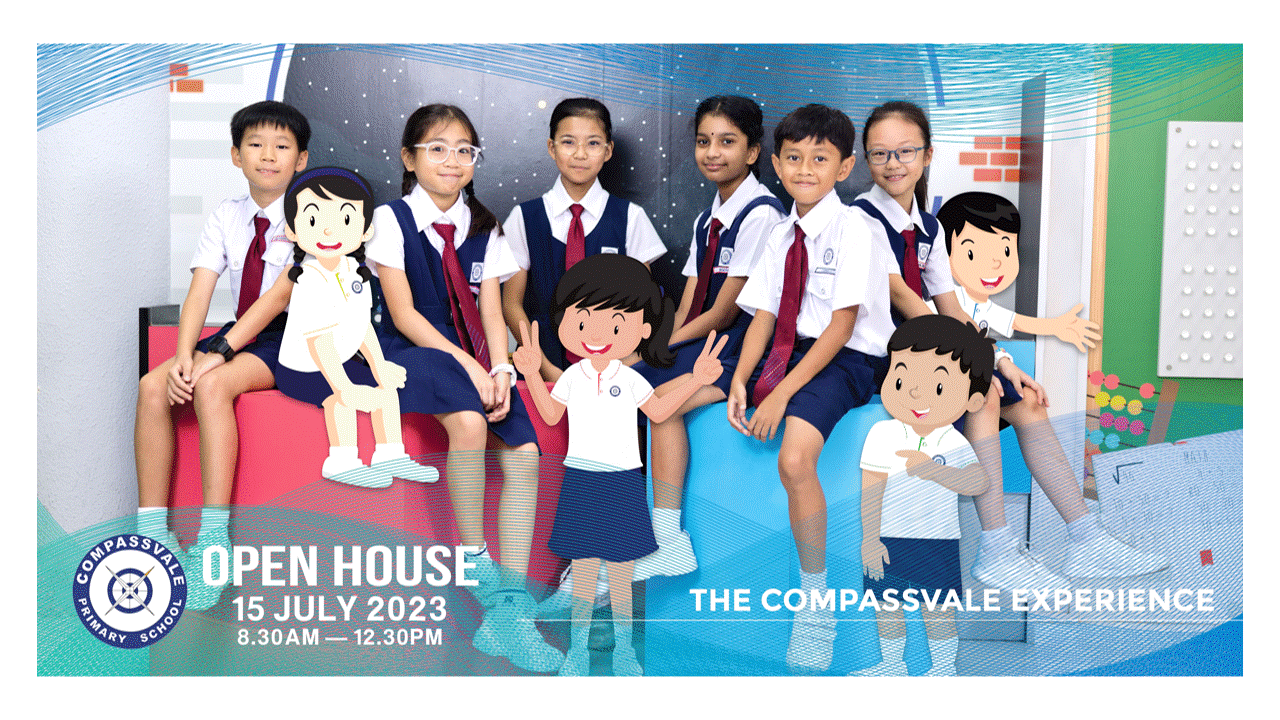 COMPASSVALE
PRIMARY SCHOOL
OPEN HOUSE
15 JULY 2023
8.30AM — 12.30PM
THE COMPASSVALE EXPERIENCE